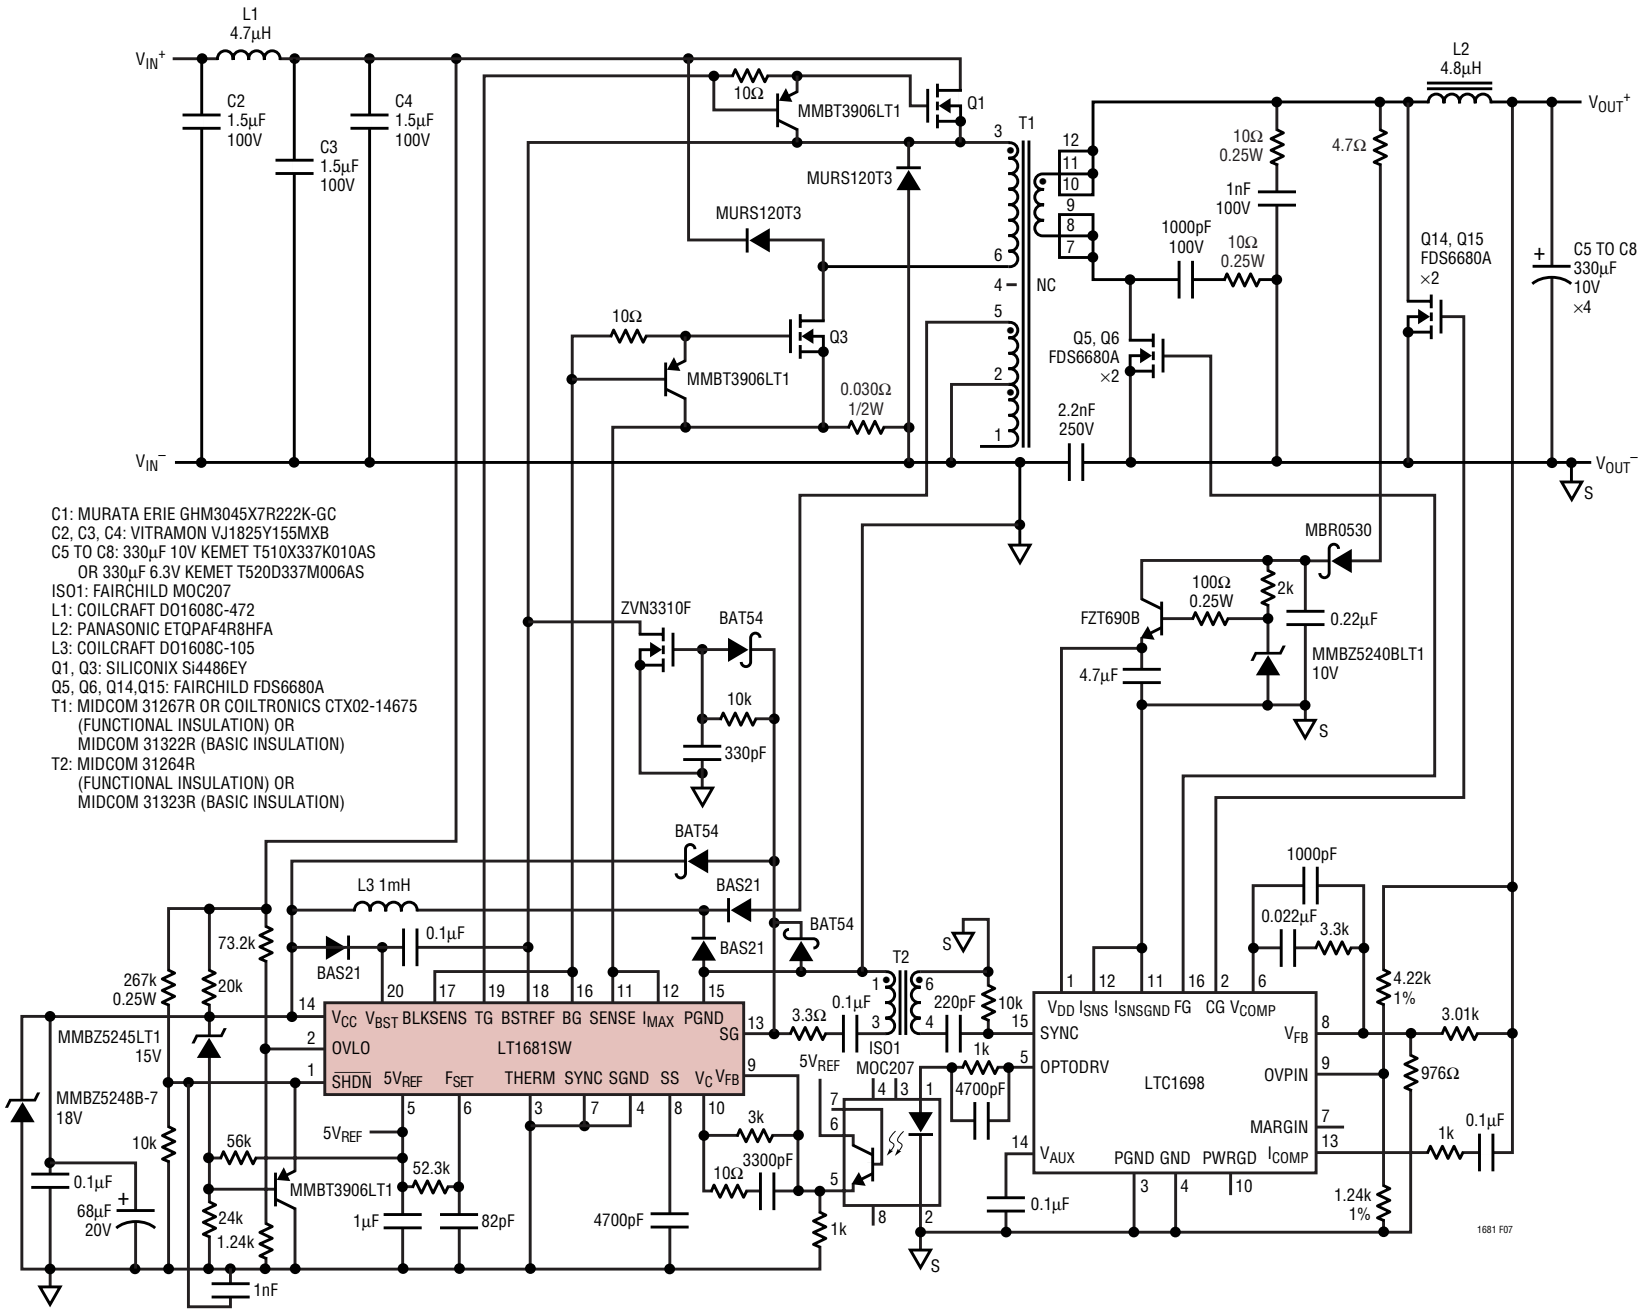 L1
4.7µH
VIN+
C2
1.5µF
100V
C3
1.5µF
100V
C4
1.5µF
100V
10Ω
MMBT3906LT1
Q1
MURS120T3
MURS120T3
10Ω
MMBT3906LT1
Q3
0.030Ω
1/2W
VIN−
T1
3
6
4
NC
5
2
1
12
11
10
9
8
7
L2
4.8µH
VOUT+
10Ω
0.25W
4.7Ω
1nF
100V
1000pF
100V
10Ω
0.25W
Q14, Q15
FDS6680A
×2
+
C5 TO C8
330µF
10V
×4
Q5, Q6
FDS6680A
×2
2.2nF
250V
VOUT−
S
C1: MURATA ERIE GHM3045X7R222K-GC
C2, C3, C4: VITRAMON VJ1825Y155MXB
C5 TO C8: 330µF 10V KEMET T510X337K010AS
OR 330µF 6.3V KEMET T520D337M006AS
ISO1: FAIRCHILD MOC207
L1: COILCRAFT DO1608C-472
L2: PANASONIC ETQPAF4R8HFA
L3: COILCRAFT DO1608C-105
Q1, Q3: SILICONIX Si4486EY
Q5, Q6, Q14,Q15: FAIRCHILD FDS6680A
T1: MIDCOM 31267R OR COILTRONICS CTX02-14675
(FUNCTIONAL INSULATION) OR
MIDCOM 31322R (BASIC INSULATION)
T2: MIDCOM 31264R
(FUNCTIONAL INSULATION) OR
MIDCOM 31323R (BASIC INSULATION)
ZVN3310F
BAT54
10k
330pF
BAT54
MBR0530
FZT690B
100Ω
0.25W
2k
0.22µF
MMBZ5240BLT1
10V
4.7µF
S
L3 1mH
BAS21
BAT54
BAS21
0.1µF
BAS21
73.2k
267k
0.25W
20k
MMBZ5245LT1
15V
MMBZ5248B-7
18V
10k
0.1µF
+
68µF
20V
56k
24k
1.24k
1nF
MMBT3906LT1
14
2
1
20
17
19
18
16
11
12
15
VCC
VBST
BLKSENS
TG
BSTREF
BG
SENSE
IMAX
PGND
OVLO
LT1681SW
SG
13
SHDN
5VREF
FSET
THERM
SYNC
SGND
SS
VC
VFB
9
5
6
3
7
4
8
10
5VREF
52.3k
1µF
82pF
4700pF
3k
10Ω
3300pF
1k
3.3Ω
0.1µF
T2
1
3
6
4
S
220pF
10k
5VREF
ISO1
MOC207
4
3
1
7
6
5
8
2
S
1k
4700pF
0.1µF
1
12
11
16
2
6
VDD
ISNS
ISNSGND
FG
CG
VCOMP
15
SYNC
5
OPTODRV
LTC1698
14
VAUX
PGND
GND
PWRGD
3
4
10
VFB
8
OVPIN
9
MARGIN
7
ICOMP
13
1000pF
0.022µF
3.3k
4.22k
1%
3.01k
976Ω
1k
0.1µF
1.24k
1%
1681 F07